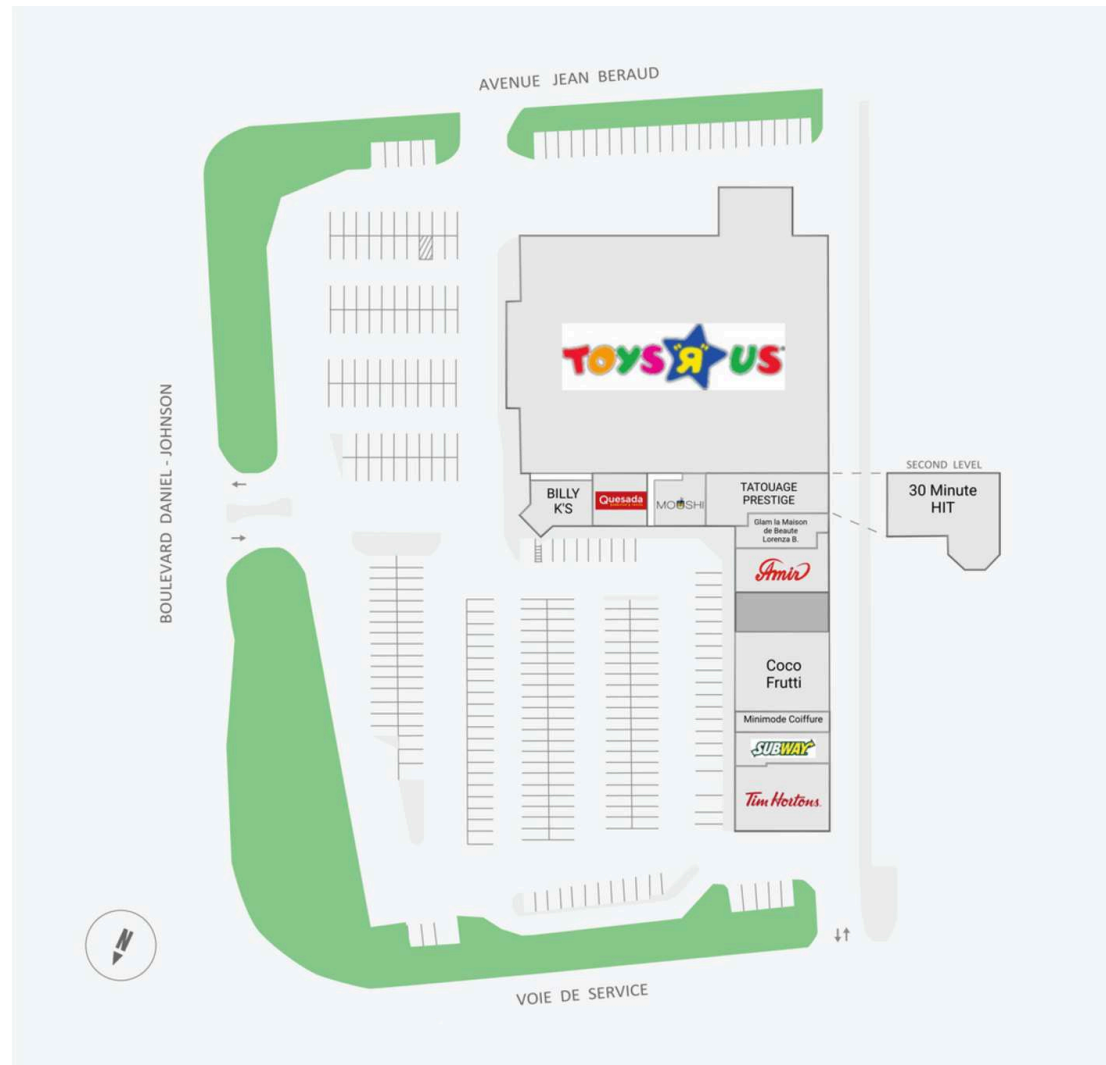 AVENUE JEAN BERAUD
TOYS "R" US
BOULEVARD DANIEL - JOHNSON
SECOND LEVEL
30 Minute
HIT
BILLY
K'S
Quesada
MOOSHI
TATOUAGE
PRESTIGE
Glam la Maison
de Beaute
Lorenza B.
Amir
Coco
Frutti
Minimode Coiffure
SUBWAY
Tim Hortons
N
VOIE DE SERVICE